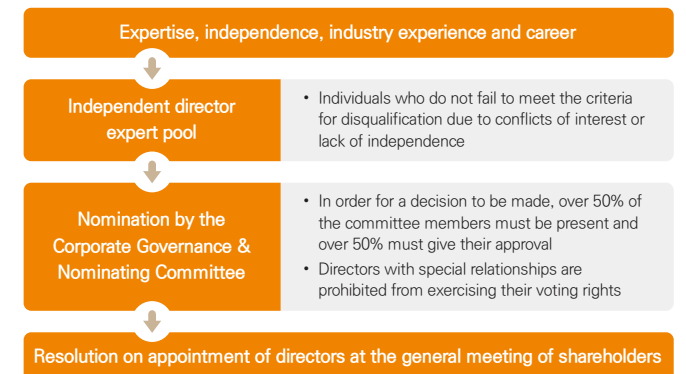 Expertise, independence, industry experience and career
Independent director
expert pool
• Individuals who do not fail to meet the criteria
for disqualification due to conflicts of interest or
lack of independence
Nomination by the
Corporate Governance &
Nominating Committee
• In order for a decision to be made, over 50% of
the committee members must be present and
over 50% must give their approval
• Directors with special relationships are
prohibited from exercising their voting rights
Resolution on appointment of directors at the general meeting of shareholders